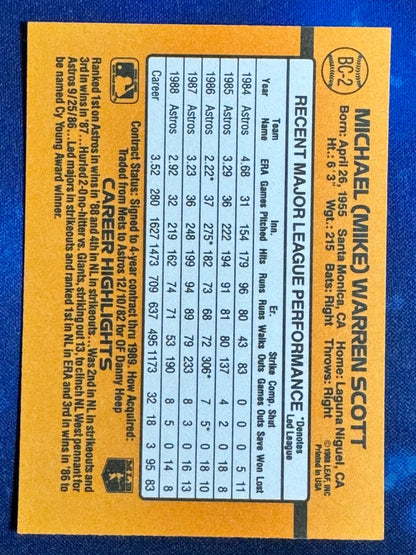 BC-2
MICHAEL (MIKE) WARREN SCOTT
Born: April 26, 1955 Santa Monica, CA Home: Laguna Niguel, CA
Ht.: 6' 3" Wgt.: 215 Bats: Right Throws: Right
© 1988 LEAF, INC
Printed in USA
RECENT MAJOR LEAGUE PERFORMANCE *Denotes Led League
Team Inn. Er. Strike Comp. Shut
Year Name ERA Games Pitched Hits Runs Runs Walks Outs Games Outs Save Won Lost
1984 Astros 4.68 31 154 179 96 80 43 83 0 0 0 5 11
1985 Astros 3.29 36 222 194 91 81 80 137 4 2 0 18 8
1986 Astros 2.22* 37 275* 182 73 68 72 306* 7 5* 0 18 10
1987 Astros 3.23 36 248 199 94 89 79 233 8 3 0 16 13
1988 Astros 2.92 32 219 162 74 71 53 190 8 5 0 14 8
Career 3.52 280 1627 1473 709 637 495 1173 32 18 3 95 83
Contract Status: Signed to 4-year contract thru 1989. How Acquired:
Traded from Mets to Astros 12/10/82 for OF Danny Heep
MLB
CAREER HIGHLIGHTS
Ranked 1st on Astros in wins in '88 and 4th in NL in strikeouts...Was 2nd in NL in strikeouts and
3rd in wins in '87...Hurled 2-0 no-hitter vs. Giants, striking out 13, to clinch NL West pennant for
Astros 9/25/86...Led majors in strikeouts and ranked 1st in NL in ERA and 3rd in wins in '86 to
be named Cy Young Award winner.